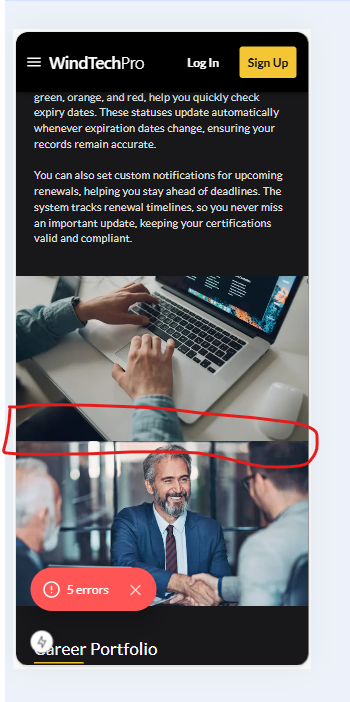 WindTechPro
Log In
Sign Up
green, orange, and red, help you quickly check
expiry dates. These statuses update automatically
whenever expiration dates change, ensuring your
records remain accurate.
You can also set custom notifications for upcoming
renewals, helping you stay ahead of deadlines. The
system tracks renewal timelines, so you never miss
an important update, keeping your certifications
valid and compliant.
5 errors
Career Portfolio